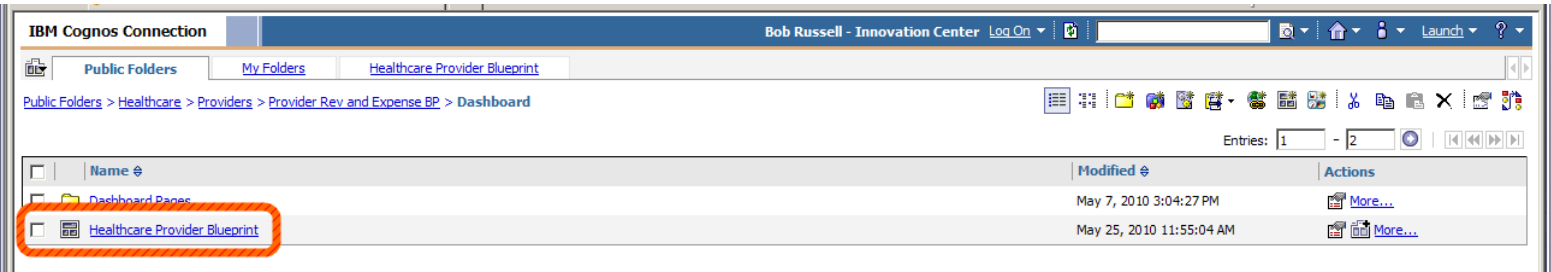 IBM Cognos Connection Bob Russell - Innovation Center Log On Launch ?
Public Folders My Folders Healthcare Provider Blueprint
Public Folders > Healthcare > Providers > Provider Rev and Expense BP > Dashboard
Entries: 1 - 2
Name Modified Actions
Dashboard Pages May 7, 2010 3:04:27 PM More...
Healthcare Provider Blueprint May 25, 2010 11:55:04 AM More...